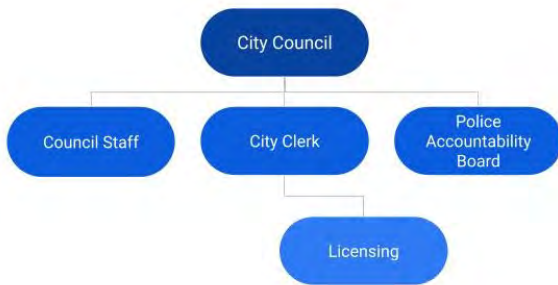 City Council
Council Staff
City Clerk
Police
Accountability
Board
Licensing